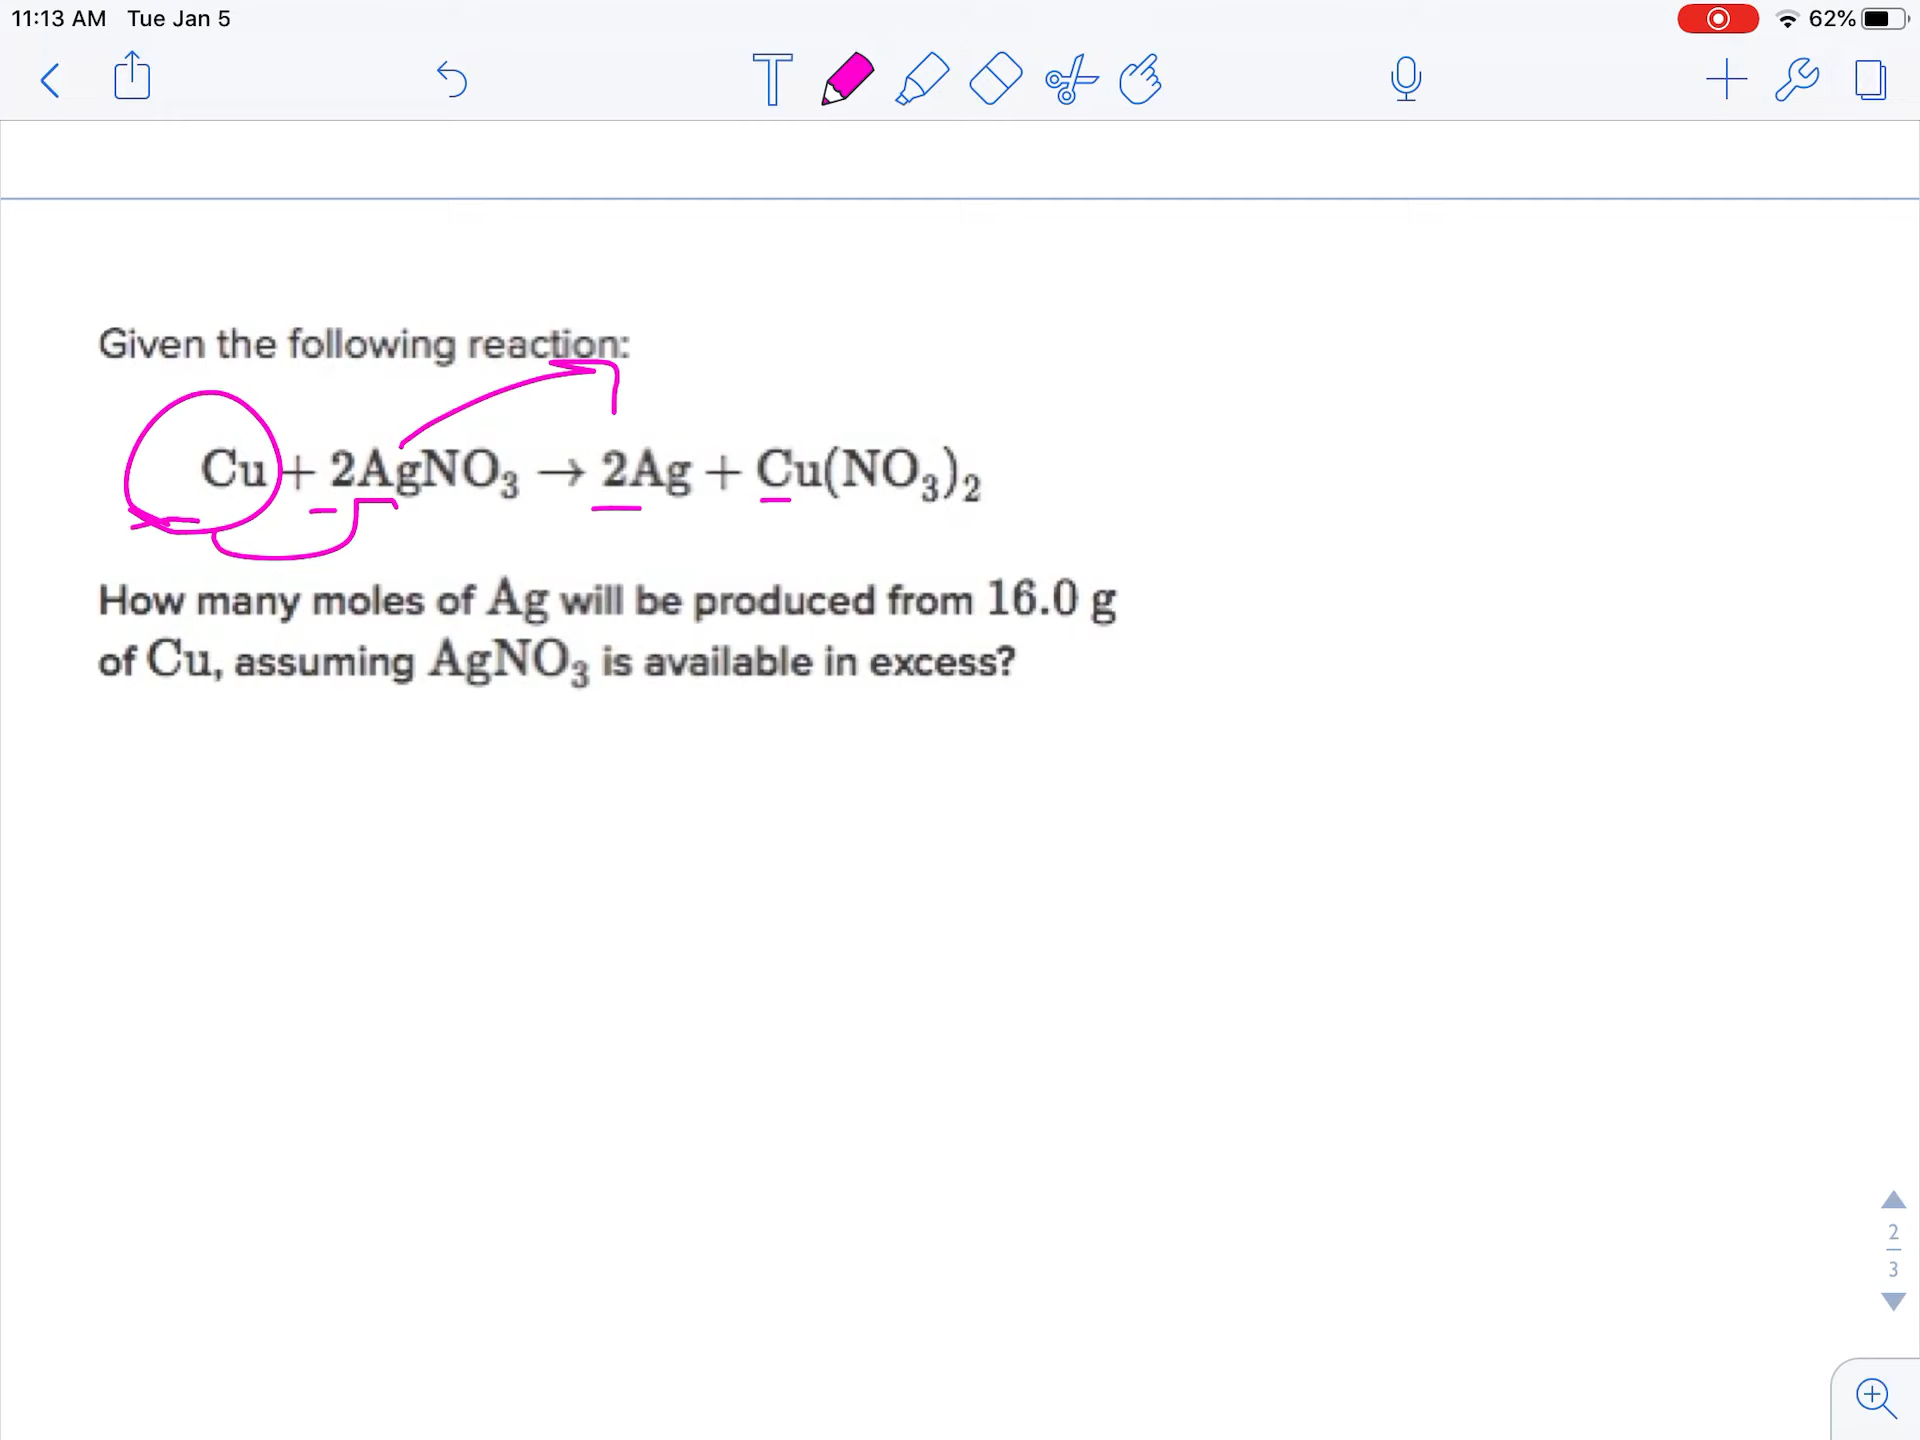 11:13 AM Tue Jan 5
62%
T
Given the following reaction:
Cu + 2AgNO₃ → 2Ag + Cu(NO₃)₂
How many moles of Ag will be produced from 16.0 g
of Cu, assuming AgNO₃ is available in excess?
2
3